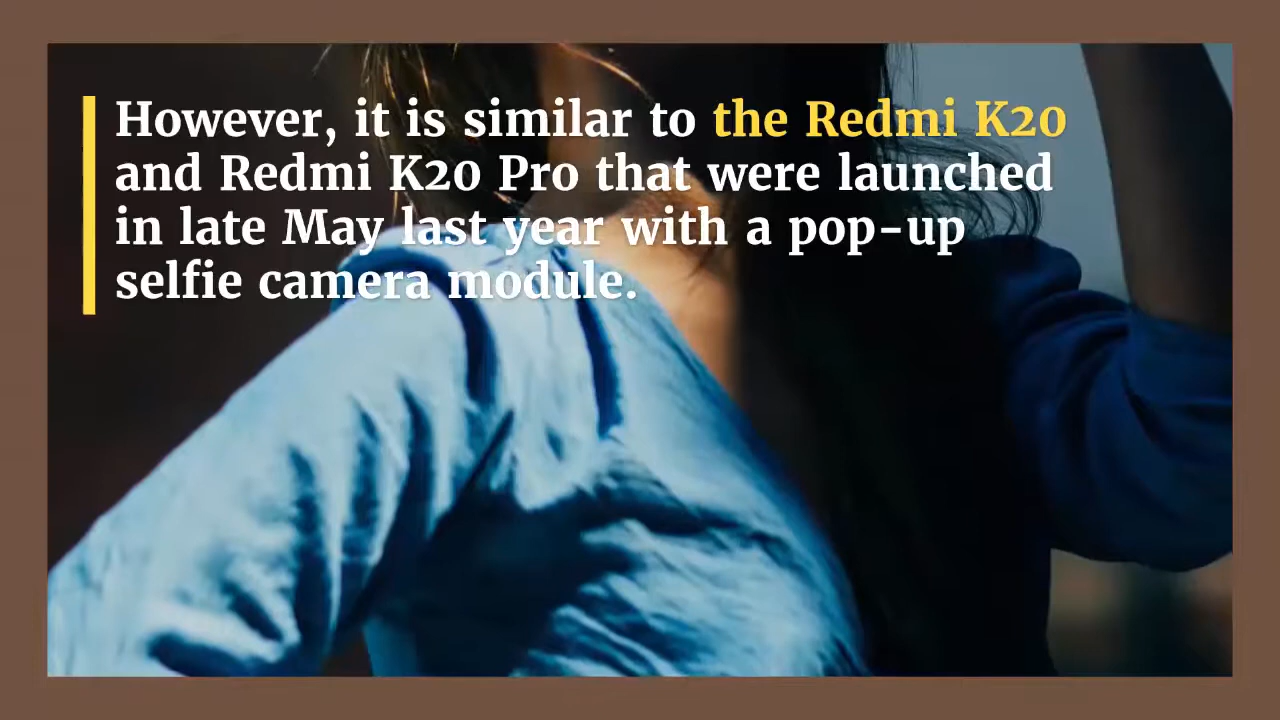 However, it is similar to the Redmi K20
and Redmi K20 Pro that were launched
in late May last year with a pop-up
selfie camera module.